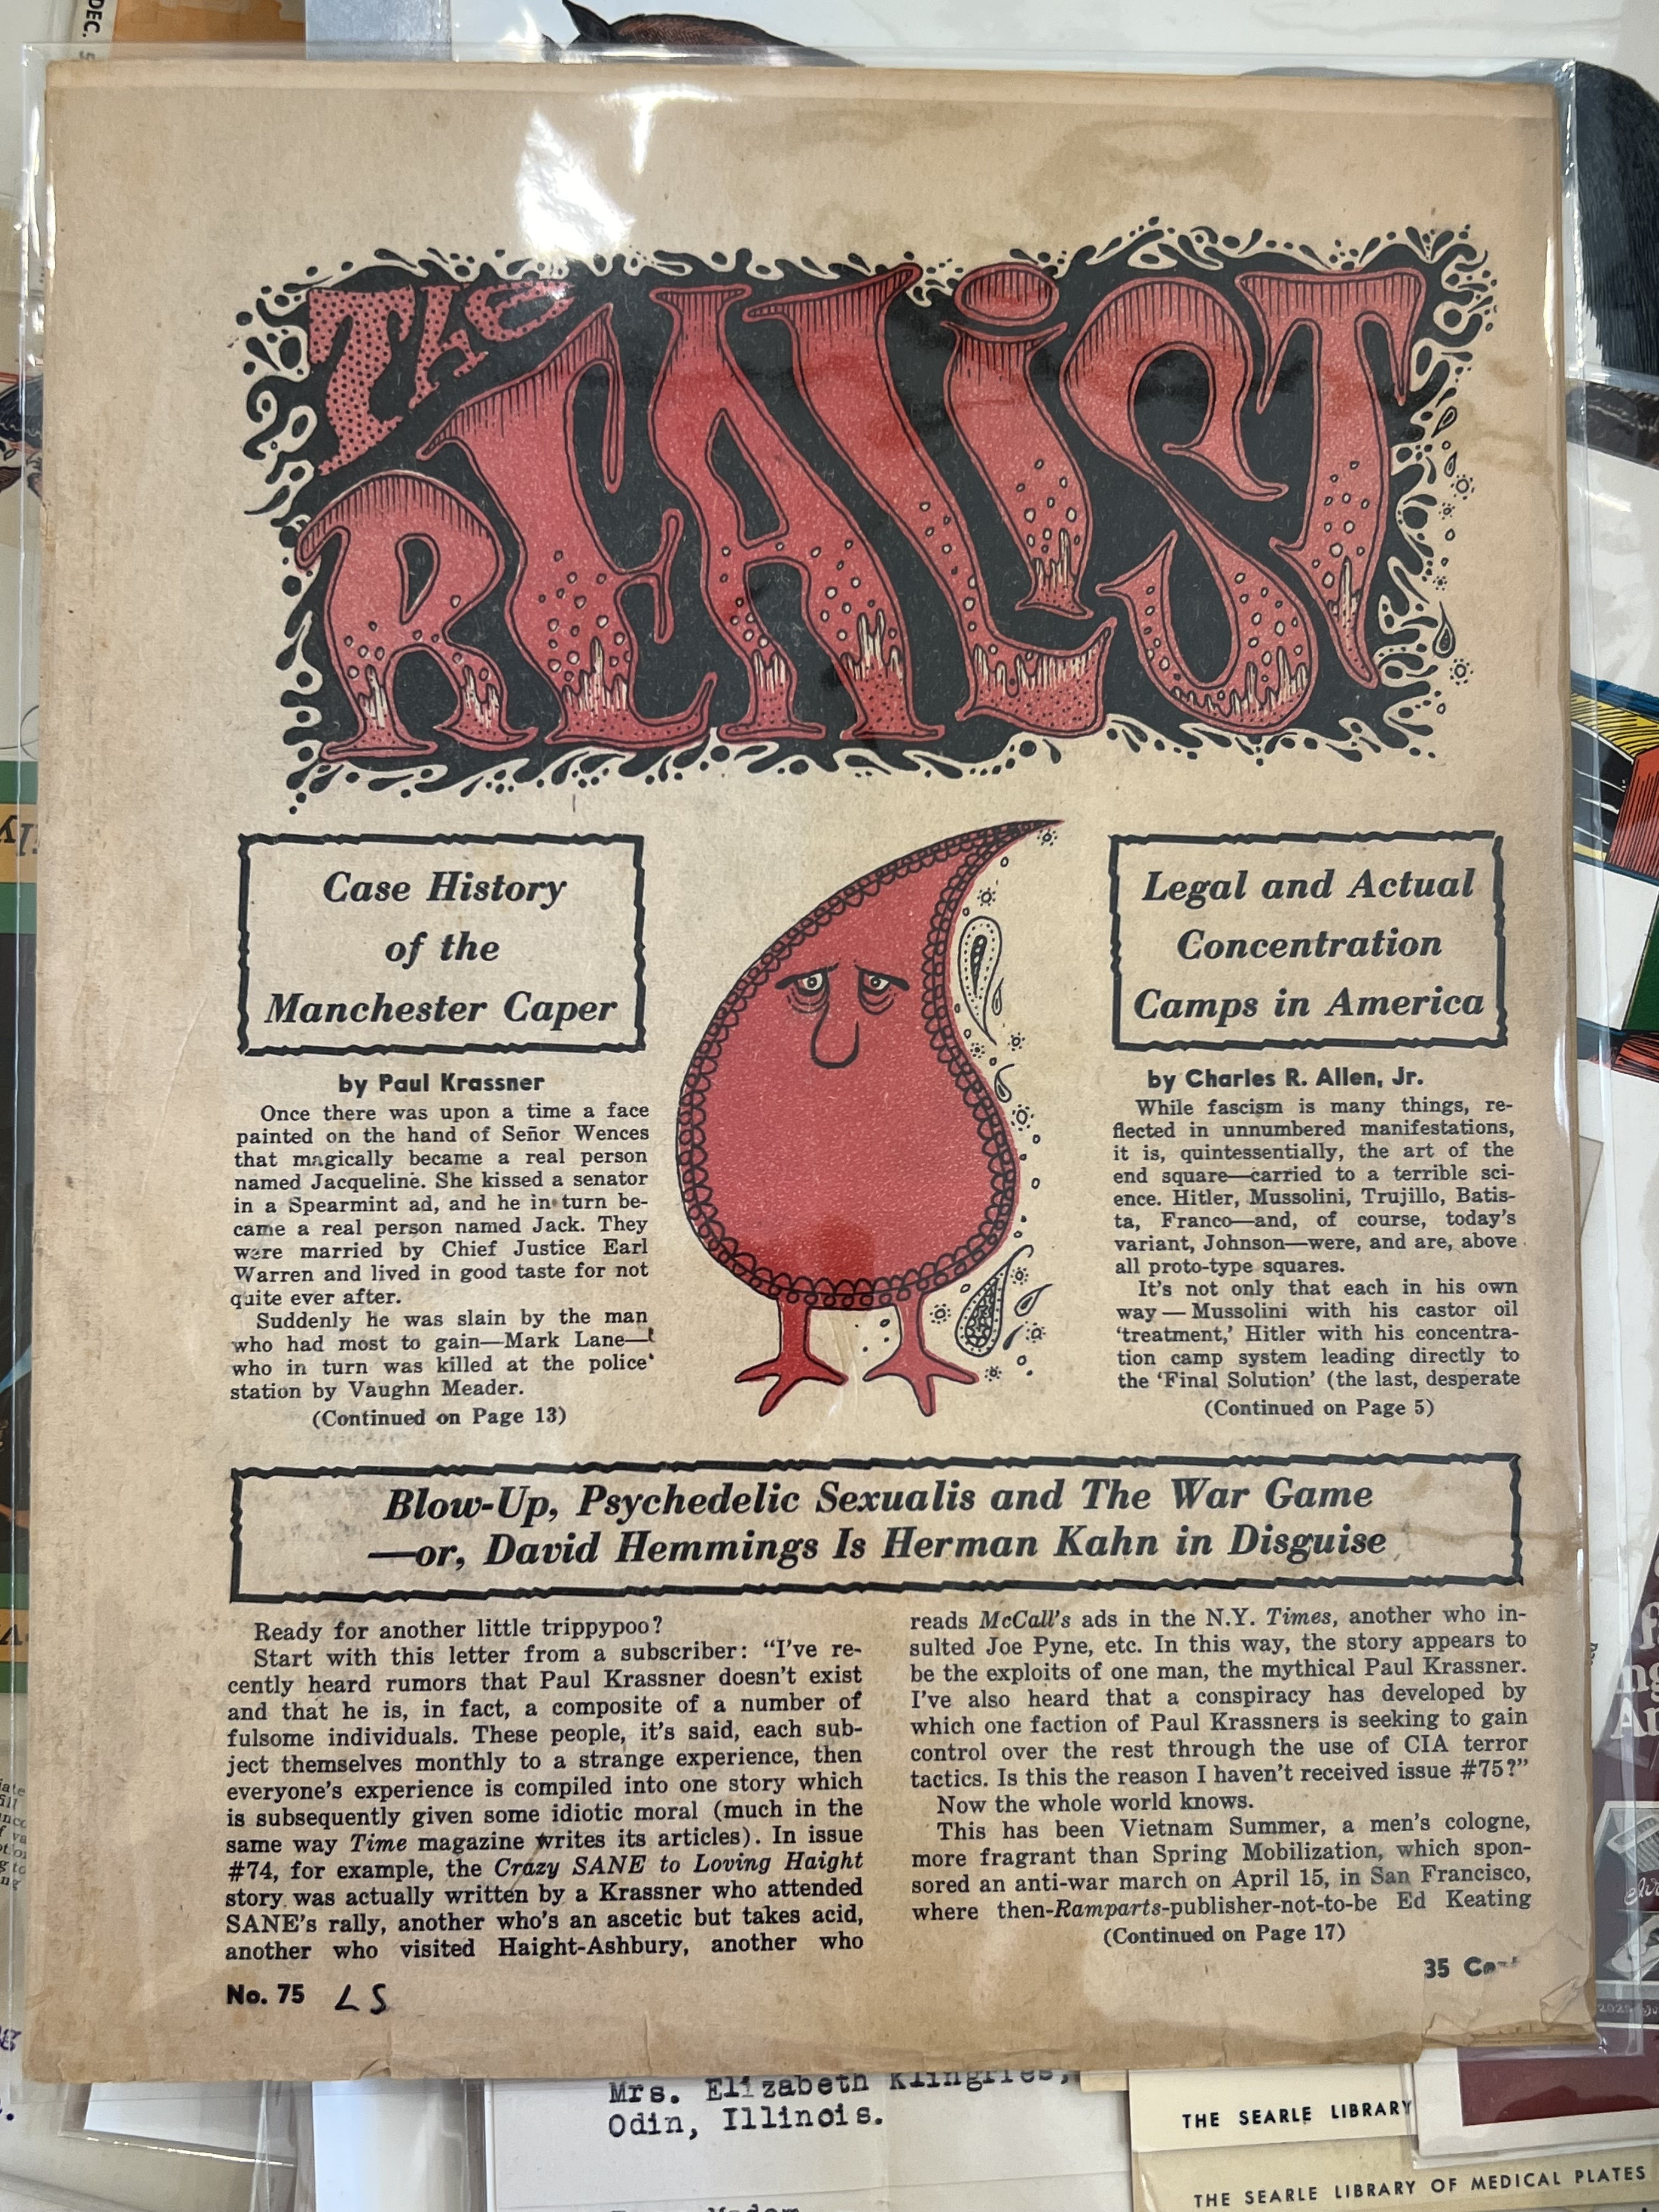 DEC. 5
The
REALiST
Case History
of the
Manchester Caper
by Paul Krassner
Once there was upon a time a face
painted on the hand of Señor Wences
that magically became a real person
named Jacqueline. She kissed a senator
in a Spearmint ad, and he in turn be-
came a real person named Jack. They
were married by Chief Justice Earl
Warren and lived in good taste for not
quite ever after.
Suddenly he was slain by the man
who had most to gain—Mark Lane—
who in turn was killed at the police
station by Vaughn Meader.
(Continued on Page 13)
Legal and Actual
Concentration
Camps in America
by Charles R. Allen, Jr.
While fascism is many things, re-
flected in unnumbered manifestations,
it is, quintessentially, the art of the
end square—carried to a terrible sci-
ence. Hitler, Mussolini, Trujillo, Batis-
ta, Franco—and, of course, today's
variant, Johnson—were, and are, above
all proto-type squares.
It's not only that each in his own
way — Mussolini with his castor oil
'treatment,' Hitler with his concentra-
tion camp system leading directly to
the 'Final Solution' (the last, desperate
(Continued on Page 5)
Blow-Up, Psychedelic Sexualis and The War Game
—or, David Hemmings Is Herman Kahn in Disguise
Ready for another little trippypoo?
Start with this letter from a subscriber: "I've re-
cently heard rumors that Paul Krassner doesn't exist
and that he is, in fact, a composite of a number of
fulsome individuals. These people, it's said, each sub-
ject themselves monthly to a strange experience, then
everyone's experience is compiled into one story which
is subsequently given some idiotic moral (much in the
same way Time magazine writes its articles). In issue
#74, for example, the Crazy SANE to Loving Haight
story was actually written by a Krassner who attended
SANE's rally, another who's an ascetic but takes acid,
another who visited Haight-Ashbury, another who
reads McCall's ads in the N.Y. Times, another who in-
sulted Joe Pyne, etc. In this way, the story appears to
be the exploits of one man, the mythical Paul Krassner.
I've also heard that a conspiracy has developed by
which one faction of Paul Krassners is seeking to gain
control over the rest through the use of CIA terror
tactics. Is this the reason I haven't received issue #75?"
Now the whole world knows.
This has been Vietnam Summer, a men's cologne,
more fragrant than Spring Mobilization, which spon-
sored an anti-war march on April 15, in San Francisco,
where then-Ramparts-publisher-not-to-be Ed Keating
(Continued on Page 17)
35
No. 75 LS
Mrs. Elizabeth Klingries,
Odin, Illinois.
THE SEARLE LIBRARY
THE SEARLE LIBRARY OF MEDICAL PLATES